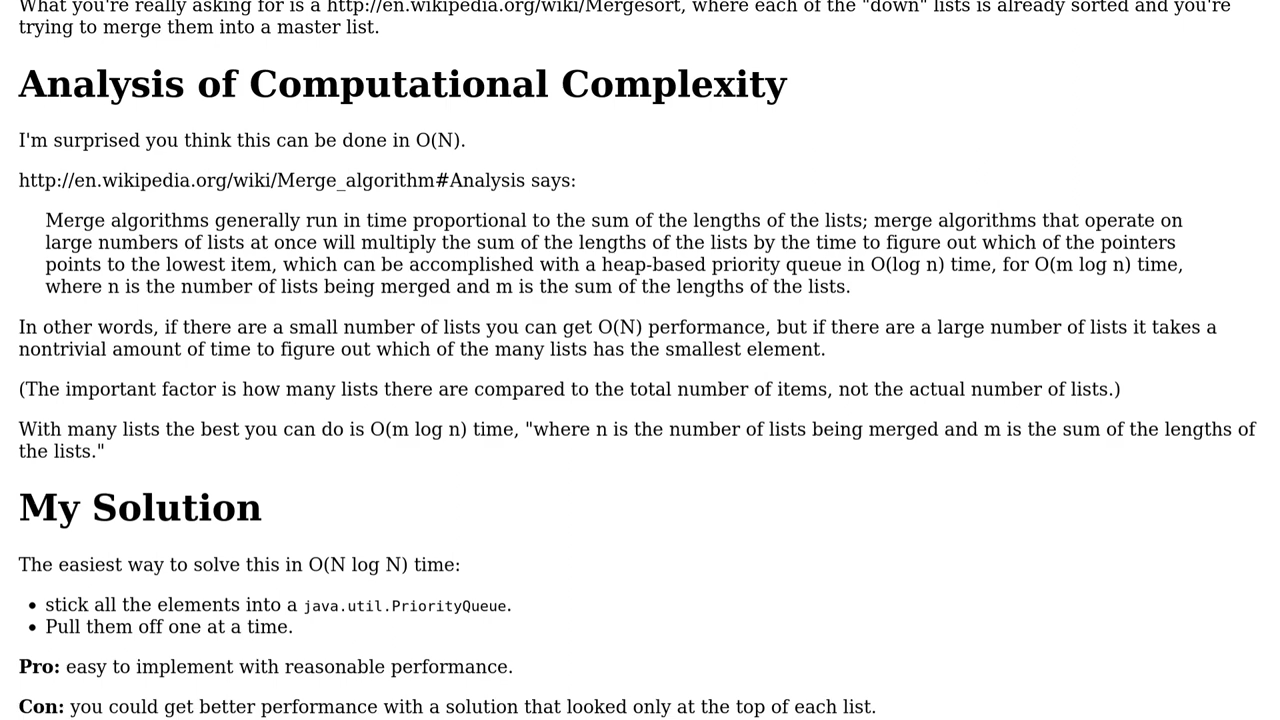 What you're really asking for is a http://en.wikipedia.org/wiki/Mergesort, where each of the "down" lists is already sorted and you're
trying to merge them into a master list.
Analysis of Computational Complexity
I'm surprised you think this can be done in O(N).
http://en.wikipedia.org/wiki/Merge_algorithm#Analysis says:
Merge algorithms generally run in time proportional to the sum of the lengths of the lists; merge algorithms that operate on
large numbers of lists at once will multiply the sum of the lengths of the lists by the time to figure out which of the pointers
points to the lowest item, which can be accomplished with a heap-based priority queue in O(log n) time, for O(m log n) time,
where n is the number of lists being merged and m is the sum of the lengths of the lists.
In other words, if there are a small number of lists you can get O(N) performance, but if there are a large number of lists it takes a
nontrivial amount of time to figure out which of the many lists has the smallest element.
(The important factor is how many lists there are compared to the total number of items, not the actual number of lists.)
With many lists the best you can do is O(m log n) time, "where n is the number of lists being merged and m is the sum of the lengths of
the lists."
My Solution
The easiest way to solve this in O(N log N) time:
• stick all the elements into a java.util.PriorityQueue.
• Pull them off one at a time.
Pro: easy to implement with reasonable performance.
Con: you could get better performance with a solution that looked only at the top of each list.